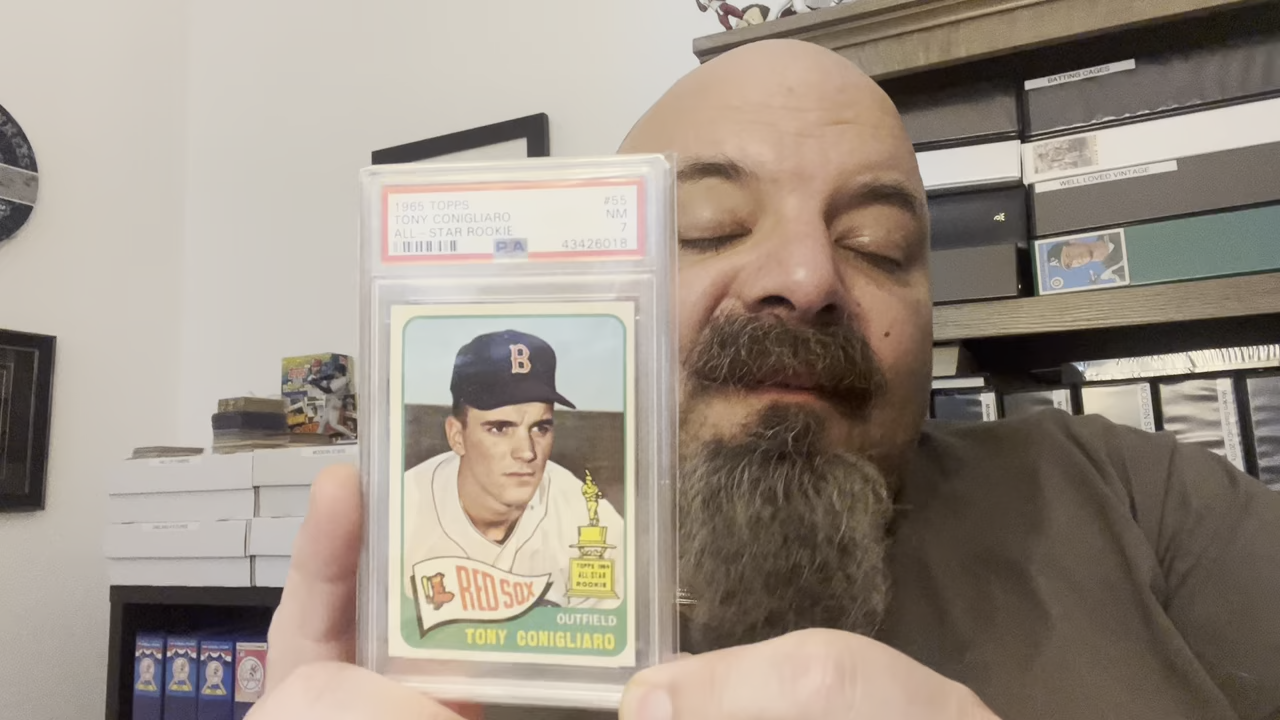 BATTING CAGES
WELL LOVED VINTAGE
1965 TOPPS #55
TONY CONIGLIARO NM
ALL-STAR ROOKIE 7
PSA 43426018
B
TOPPS 1964
ALL-STAR
ROOKIE
RED SOX
OUTFIELD
TONY CONIGLIARO